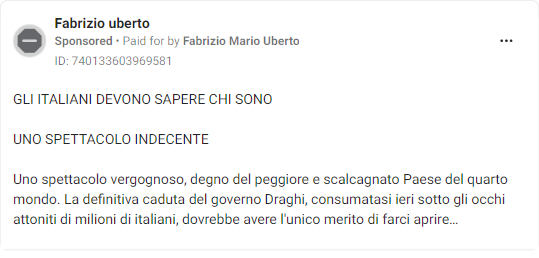 Fabrizio uberto
Sponsored • Paid for by Fabrizio Mario Uberto
ID: 740133603969581
GLI ITALIANI DEVONO SAPERE CHI SONO
UNO SPETTACOLO INDECENTE
Uno spettacolo vergognoso, degno del peggiore e scalcagnato Paese del quarto
mondo. La definitiva caduta del governo Draghi, consumatasi ieri sotto gli occhi
attoniti di milioni di italiani, dovrebbe avere l'unico merito di farci aprire…